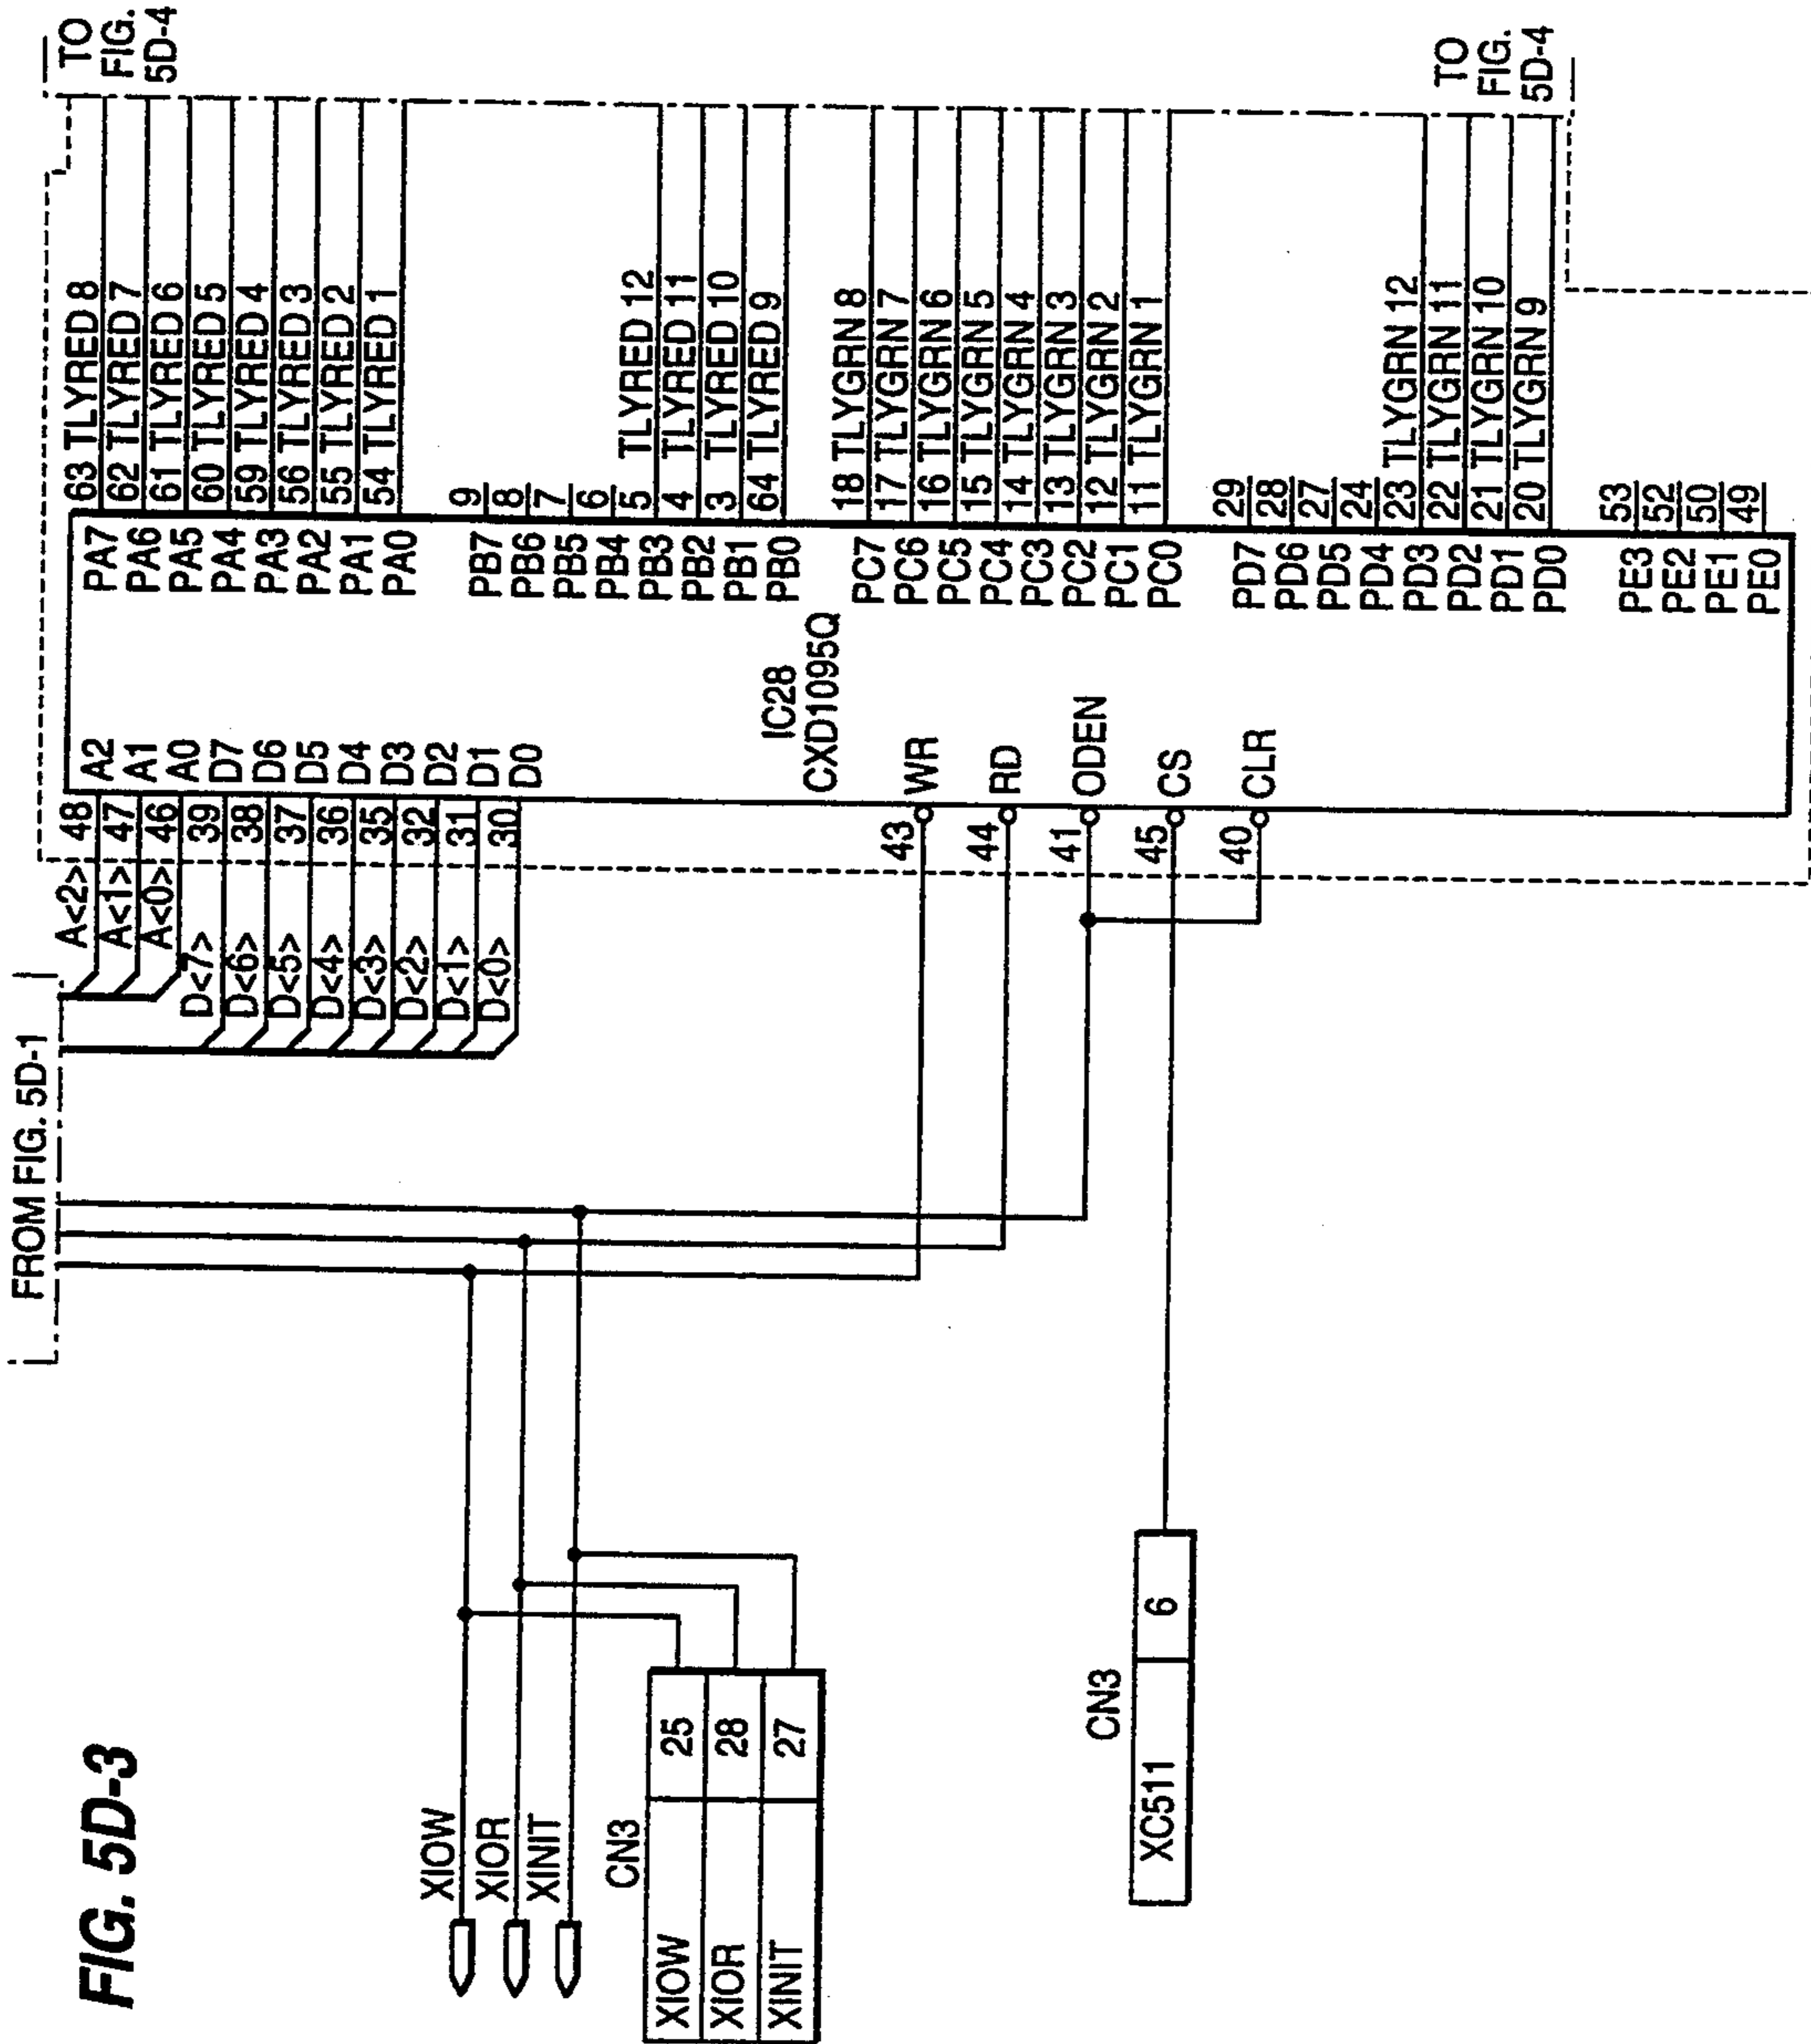 FIG. 5D-3
FROM FIG. 5D-1
TO
FIG.
5D-4
A<2> 48 A2
A<1> 47 A1
A<0> 46 A0
D<7> 39 D7
D<6> 38 D6
D<5> 37 D5
D<4> 36 D4
D<3> 35 D3
D<2> 32 D2
D<1> 31 D1
D<0> 30 D0
PA7 63 TLYRED 8
PA6 62 TLYRED 7
PA5 61 TLYRED 6
PA4 60 TLYRED 5
PA3 59 TLYRED 4
PA2 56 TLYRED 3
PA1 55 TLYRED 2
PA0 54 TLYRED 1
PB7 9
PB6 8
PB5 7
PB4 6
PB3 5 TLYRED 12
PB2 4 TLYRED 11
PB1 3 TLYRED 10
PB0 64 TLYRED 9
IC28
CXD1095Q
PC7 18 TLYGRN 8
PC6 17 TLYGRN 7
PC5 16 TLYGRN 6
PC4 15 TLYGRN 5
PC3 14 TLYGRN 4
PC2 13 TLYGRN 3
PC1 12 TLYGRN 2
PC0 11 TLYGRN 1
PD7 29
PD6 28
PD5 27
PD4 24
PD3 23 TLYGRN 12
PD2 22 TLYGRN 11
PD1 21 TLYGRN 10
PD0 20 TLYGRN 9
PE3 53
PE2 52
PE1 50
PE0 49
TO
FIG.
5D-4
43 WR
44 RD
41 ODEN
45 CS
40 CLR
XIOW
XIOR
XINIT
CN3
XIOW 25
XIOR 28
XINIT 27
CN3
XC511 6